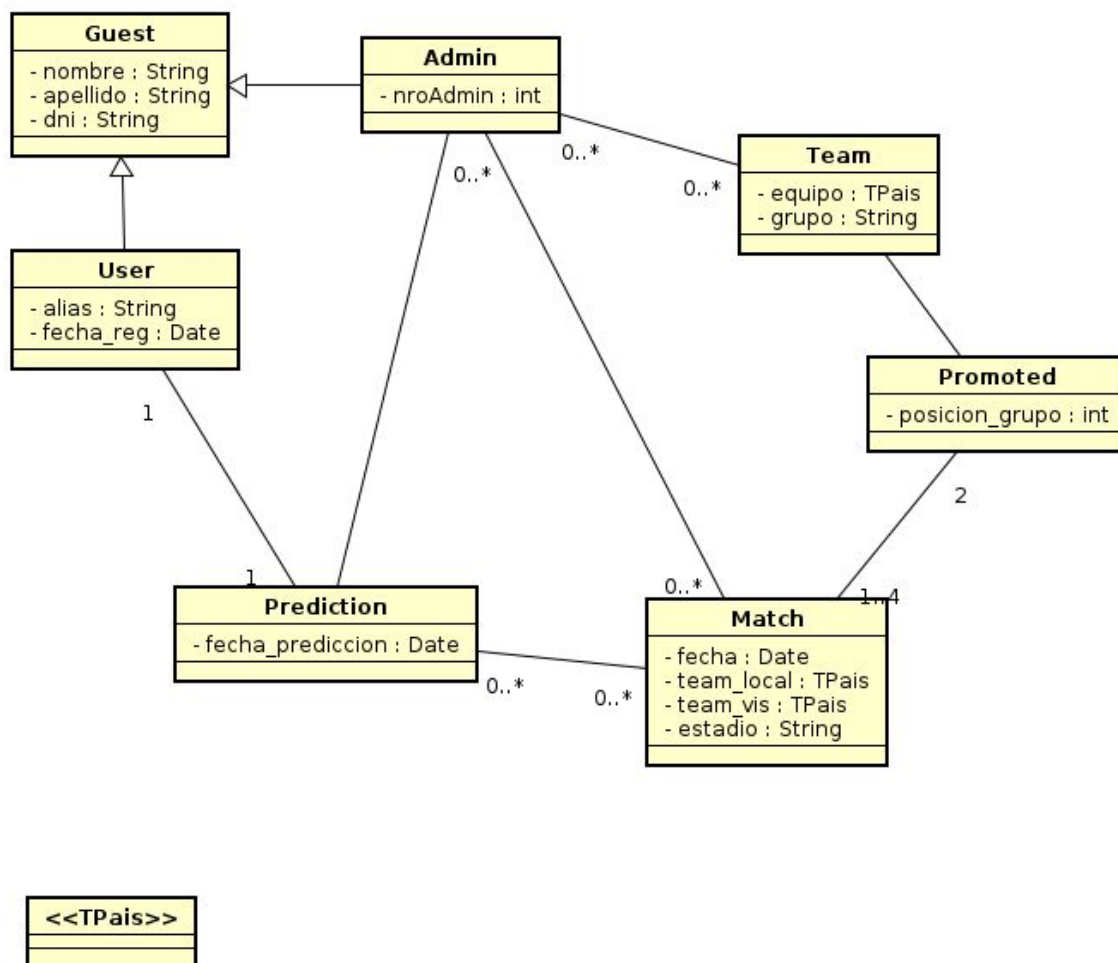 Guest
- nombre : String
- apellido : String
- dni : String
Admin
- nroAdmin : int
0..*
0..*
0..*
Team
- equipo : TPais
- grupo : String
User
- alias : String
- fecha_reg : Date
1
Promoted
- posicion_grupo : int
2
1
0..*
1..4
Prediction
- fecha_prediccion : Date
0..*
0..*
Match
- fecha : Date
- team_local : TPais
- team_vis : TPais
- estadio : String
<<TPais>>